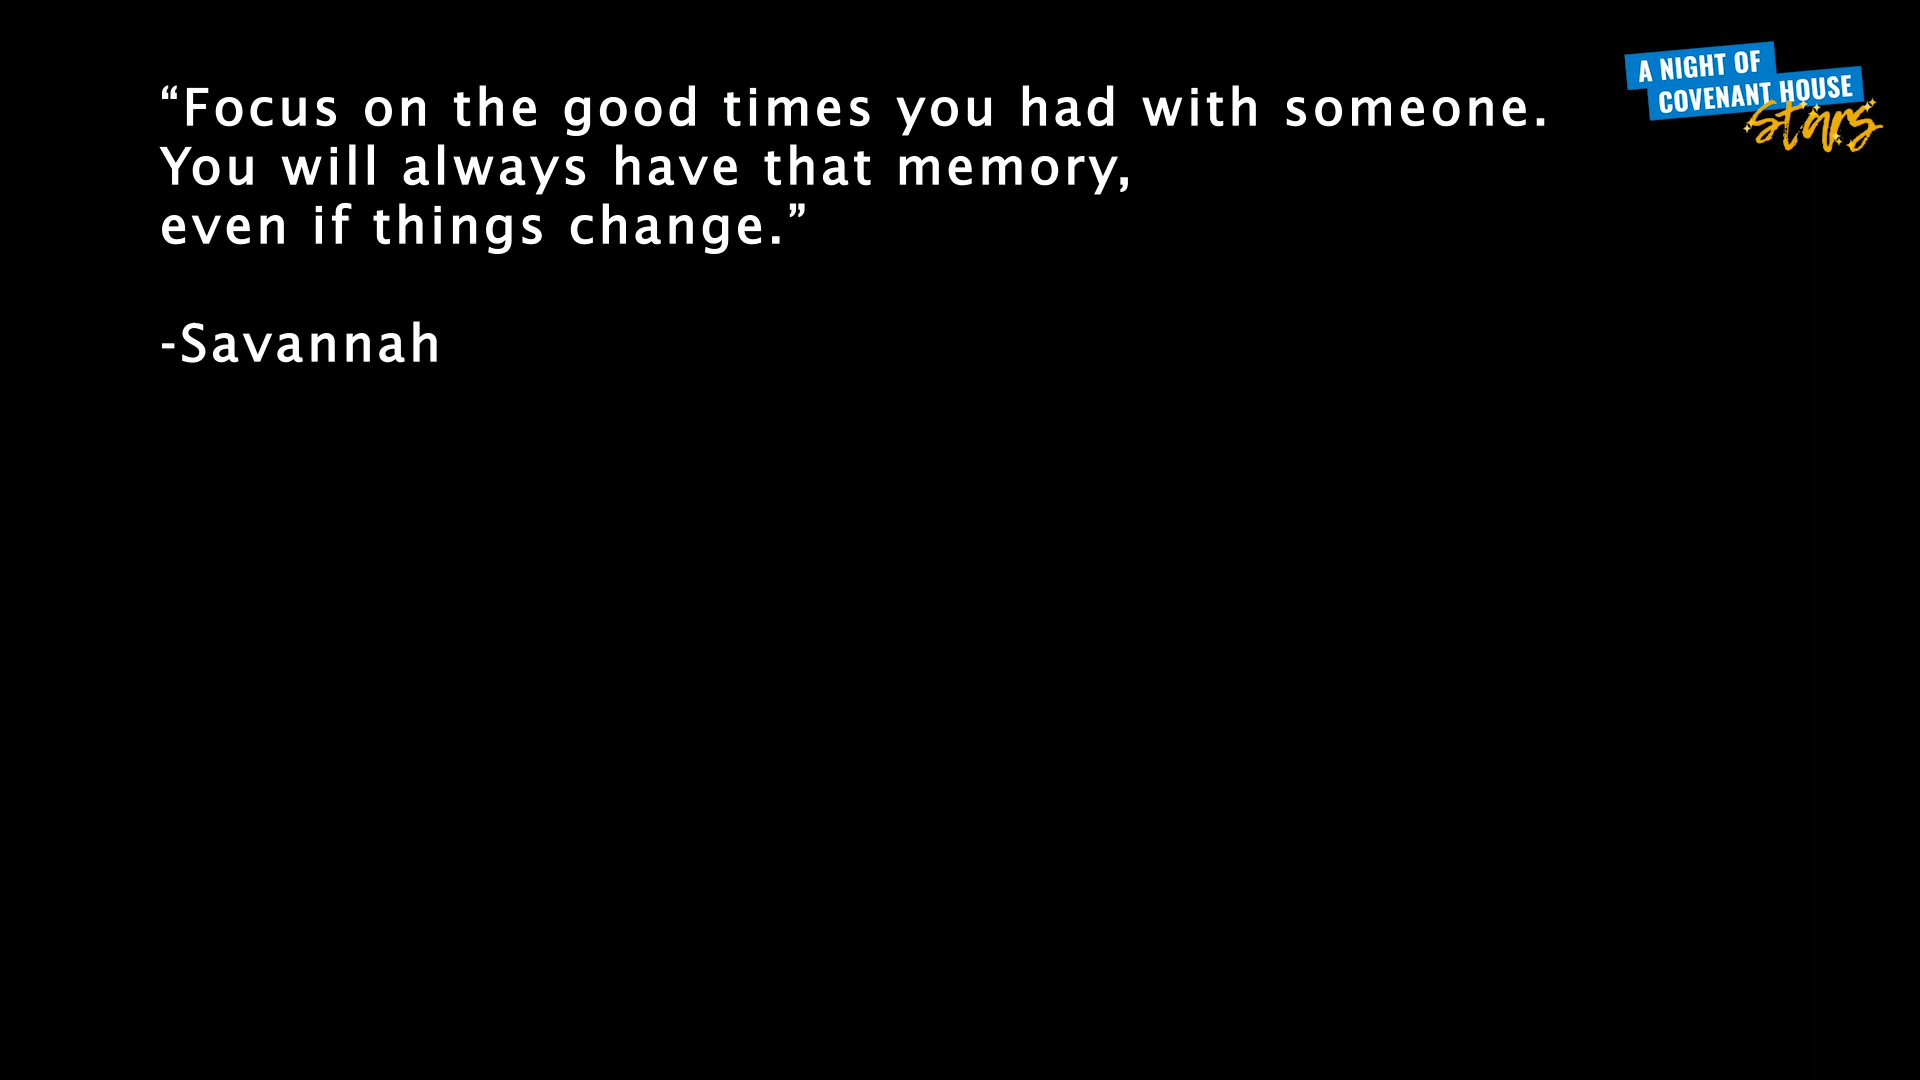 “Focus on the good times you had with someone.
You will always have that memory,
even if things change.”
-Savannah
A NIGHT OF
COVENANT HOUSE
stars